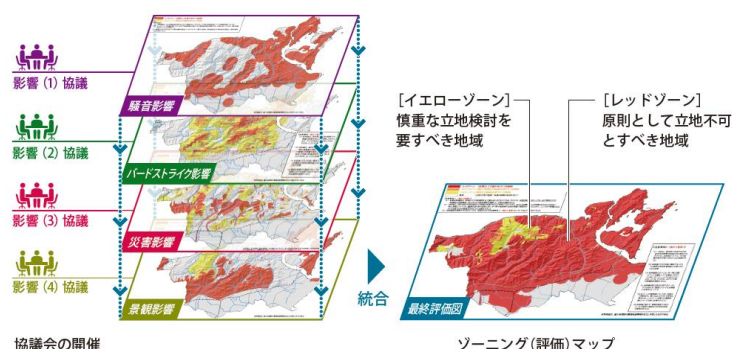 影響（1）協議
騒音影響
影響（2）協議
バードストライク影響
影響（3）協議
災害影響
影響（4）協議
景観影響
協議会の開催
統合
［イエローゾーン］
慎重な立地検討を
要すべき地域
［レッドゾーン］
原則として立地不可
とすべき地域
最終評価図
ゾーニング（評価）マップ